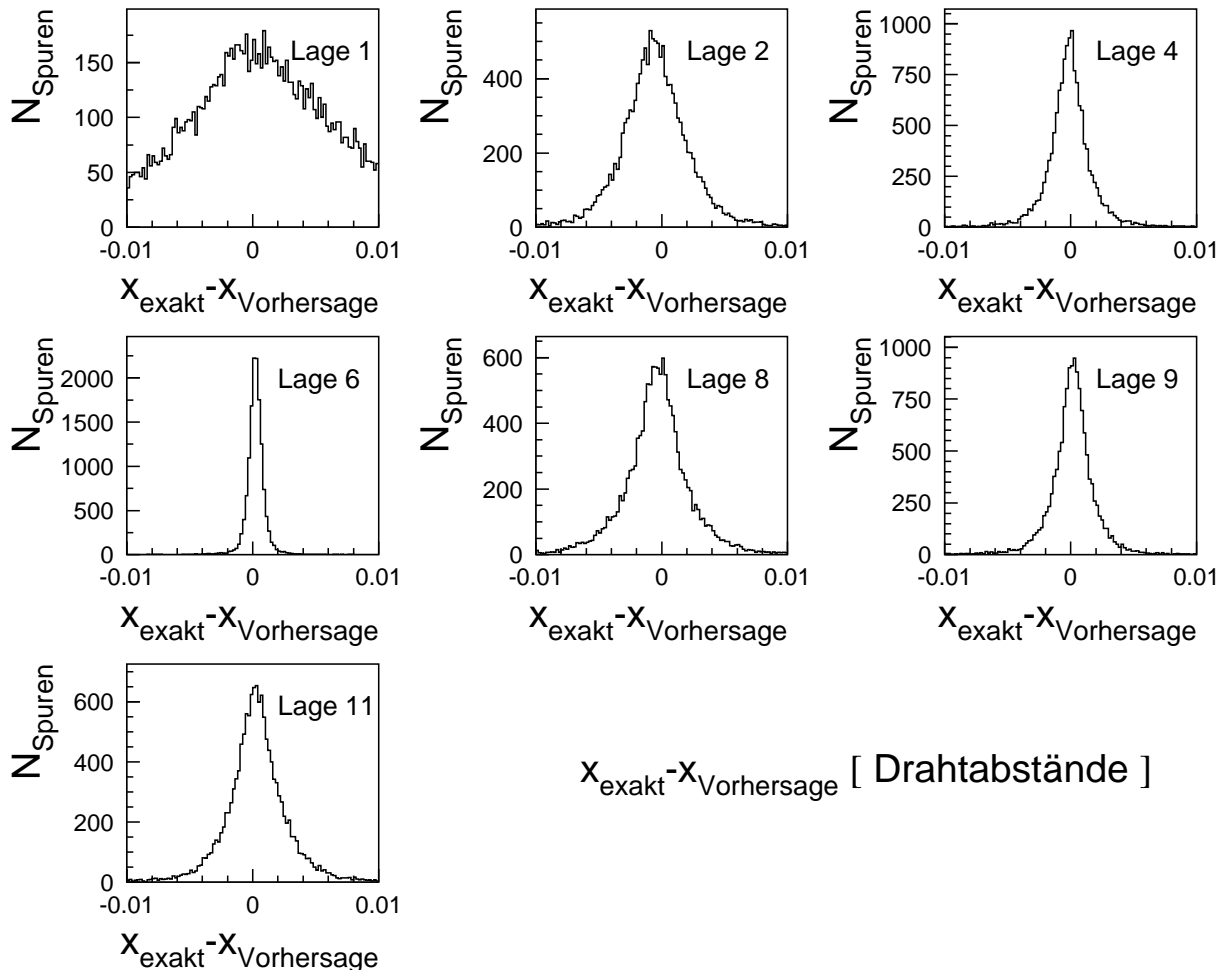 N_Spuren
Lage 1
0
50
100
150
-0.01
0
0.01
x_exakt-x_Vorhersage
N_Spuren
Lage 2
0
200
400
-0.01
0
0.01
x_exakt-x_Vorhersage
N_Spuren
Lage 4
0
250
500
750
1000
-0.01
0
0.01
x_exakt-x_Vorhersage
N_Spuren
Lage 6
0
500
1000
1500
2000
-0.01
0
0.01
x_exakt-x_Vorhersage
N_Spuren
Lage 8
0
200
400
600
-0.01
0
0.01
x_exakt-x_Vorhersage
N_Spuren
Lage 9
0
250
500
750
1000
-0.01
0
0.01
x_exakt-x_Vorhersage
N_Spuren
Lage 11
0
200
400
600
-0.01
0
0.01
x_exakt-x_Vorhersage
x_exakt-x_Vorhersage [ Drahtabstände ]